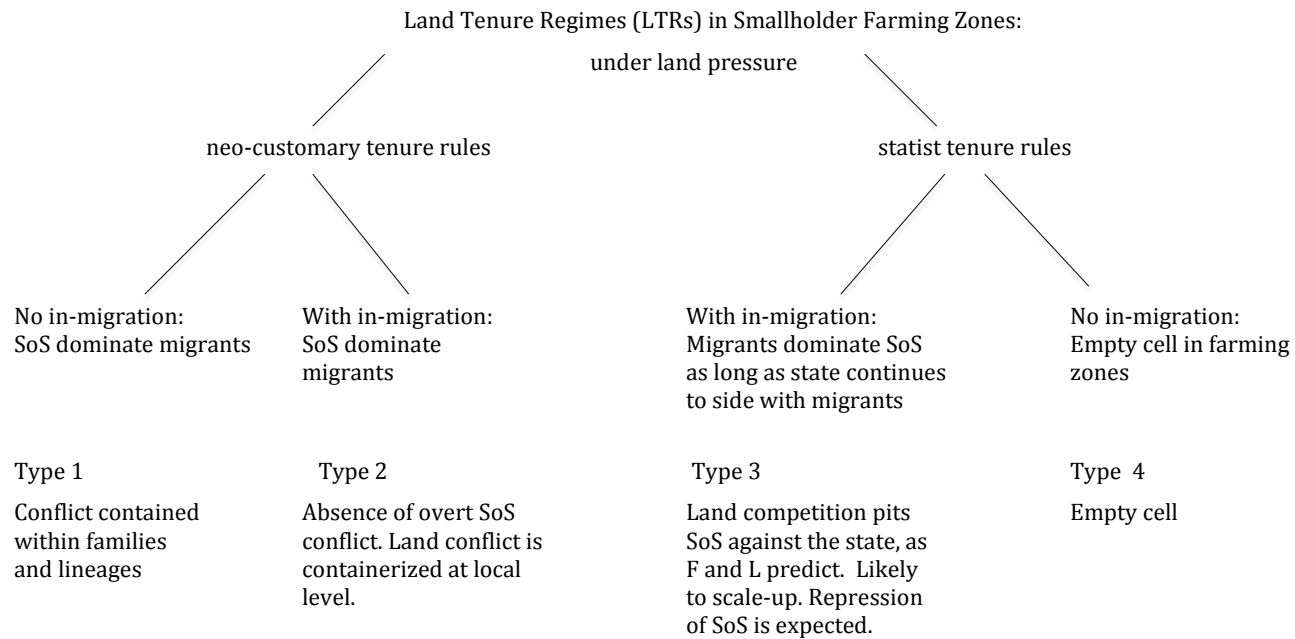 Land Tenure Regimes (LTRs) in Smallholder Farming Zones:
under land pressure
neo-customary tenure rules
statist tenure rules
No in-migration:
SoS dominate migrants
With in-migration:
SoS dominate
migrants
With in-migration:
Migrants dominate SoS
as long as state continues
to side with migrants
No in-migration:
Empty cell in farming
zones
Type 1
Conflict contained
within families
and lineages
Type 2
Absence of overt SoS
conflict. Land conflict is
containerized at local
level.
Type 3
Land competition pits
SoS against the state, as
F and L predict. Likely
to scale-up. Repression
of SoS is expected.
Type 4
Empty cell